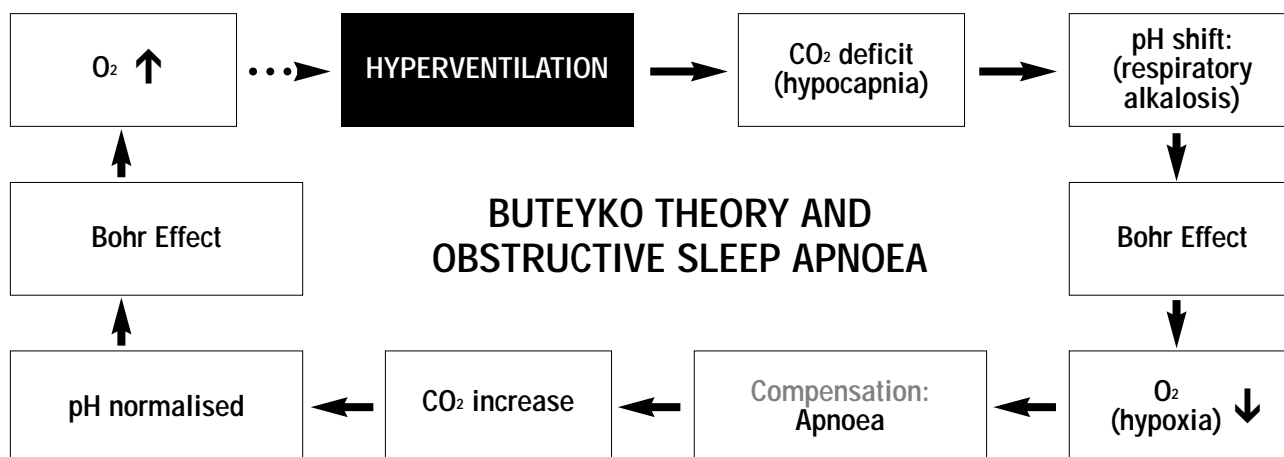 O₂ ↑
HYPERVENTILATION
CO₂ deficit
(hypocapnia)
pH shift:
(respiratory
alkalosis)
Bohr Effect
BUTEYKO THEORY AND
OBSTRUCTIVE SLEEP APNOEA
Bohr Effect
pH normalised
CO₂ increase
Compensation:
Apnoea
O₂
(hypoxia) ↓